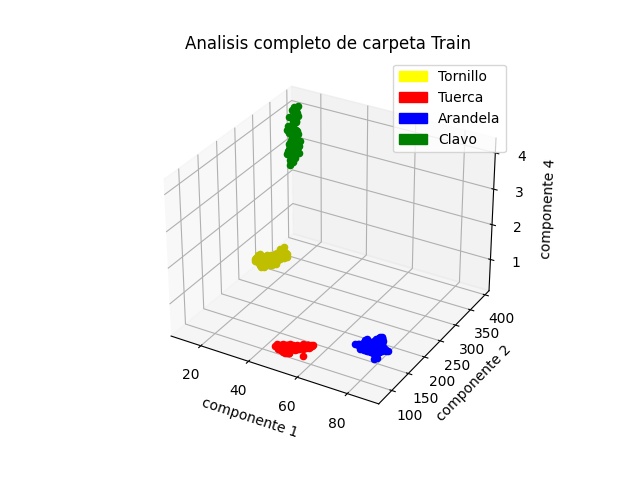 Analisis completo de carpeta Train
Tornillo
Tuerca
Arandela
Clavo
4
3
2
1
componente 4
400
350
300
250
200
150
100
componente 2
20
40
60
80
componente 1